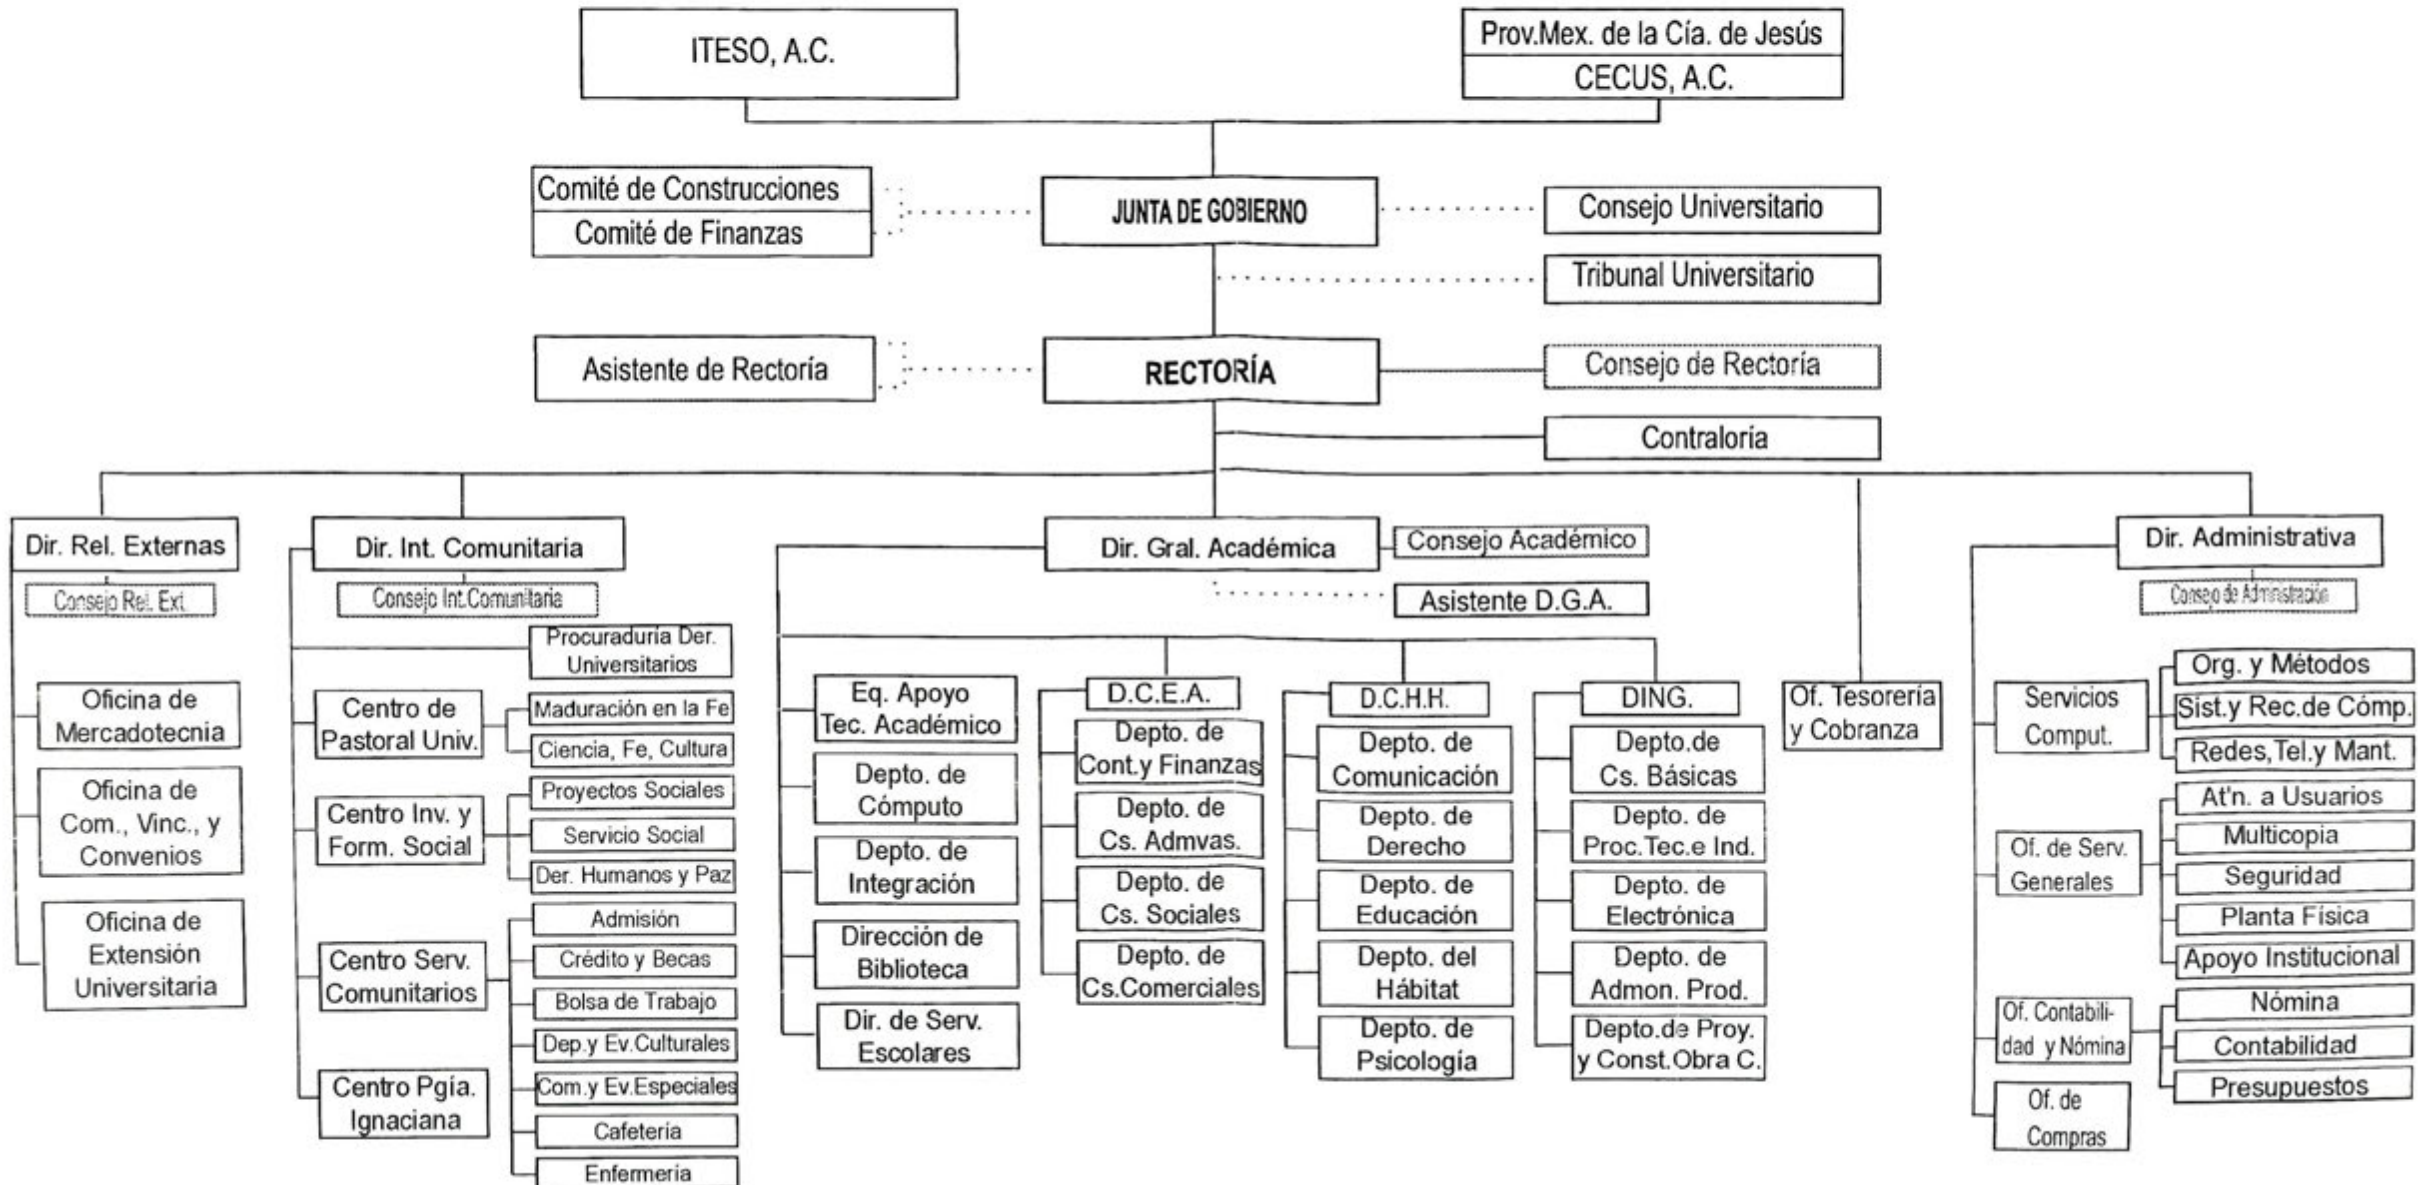 ITESO, A.C.
Prov.Mex. de la Cía. de Jesús
CECUS, A.C.
Comité de Construcciones
Comité de Finanzas
JUNTA DE GOBIERNO
Consejo Universitario
Tribunal Universitario
Asistente de Rectoría
RECTORÍA
Consejo de Rectoría
Contraloría
Dir. Rel. Externas
Consejo Rel. Ext.
Oficina de
Mercadotecnia
Oficina de
Com., Vinc., y
Convenios
Oficina de
Extensión
Universitaria
Dir. Int. Comunitaria
Consejo Int.Comunitaria
Procuraduría Der.
Universitarios
Centro de
Pastoral Univ.
Maduración en la Fe
Ciencia, Fe, Cultura
Centro Inv. y
Form. Social
Proyectos Sociales
Servicio Social
Der. Humanos y Paz
Centro Serv.
Comunitarios
Admisión
Crédito y Becas
Bolsa de Trabajo
Dep.y Ev.Culturales
Com.y Ev.Especiales
Cafetería
Enfermería
Centro Pgía.
Ignaciana
Dir. Gral. Académica
Consejo Académico
Asistente D.G.A.
Eq. Apoyo
Tec. Académico
Depto. de
Cómputo
Depto. de
Integración
Dirección de
Biblioteca
Dir. de Serv.
Escolares
D.C.E.A.
Depto. de
Cont.y Finanzas
Depto. de
Cs. Admvas.
Depto. de
Cs. Sociales
Depto. de
Cs.Comerciales
D.C.H.H.
Depto. de
Comunicación
Depto. de
Derecho
Depto. de
Educación
Depto. del
Hábitat
Depto. de
Psicología
DING.
Depto.de
Cs. Básicas
Depto. de
Proc.Tec.e Ind.
Depto. de
Electrónica
Depto. de
Admon. Prod.
Depto.de Proy.
y Const.Obra C.
Of. Tesorería
y Cobranza
Dir. Administrativa
Consejo de Administración
Servicios
Comput.
Org. y Métodos
Sist.y Rec.de Cómp.
Redes,Tel.y Mant.
Of. de Serv.
Generales
At'n. a Usuarios
Multicopia
Seguridad
Planta Física
Apoyo Institucional
Of. Contabili-
dad y Nómina
Nómina
Contabilidad
Presupuestos
Of. de
Compras